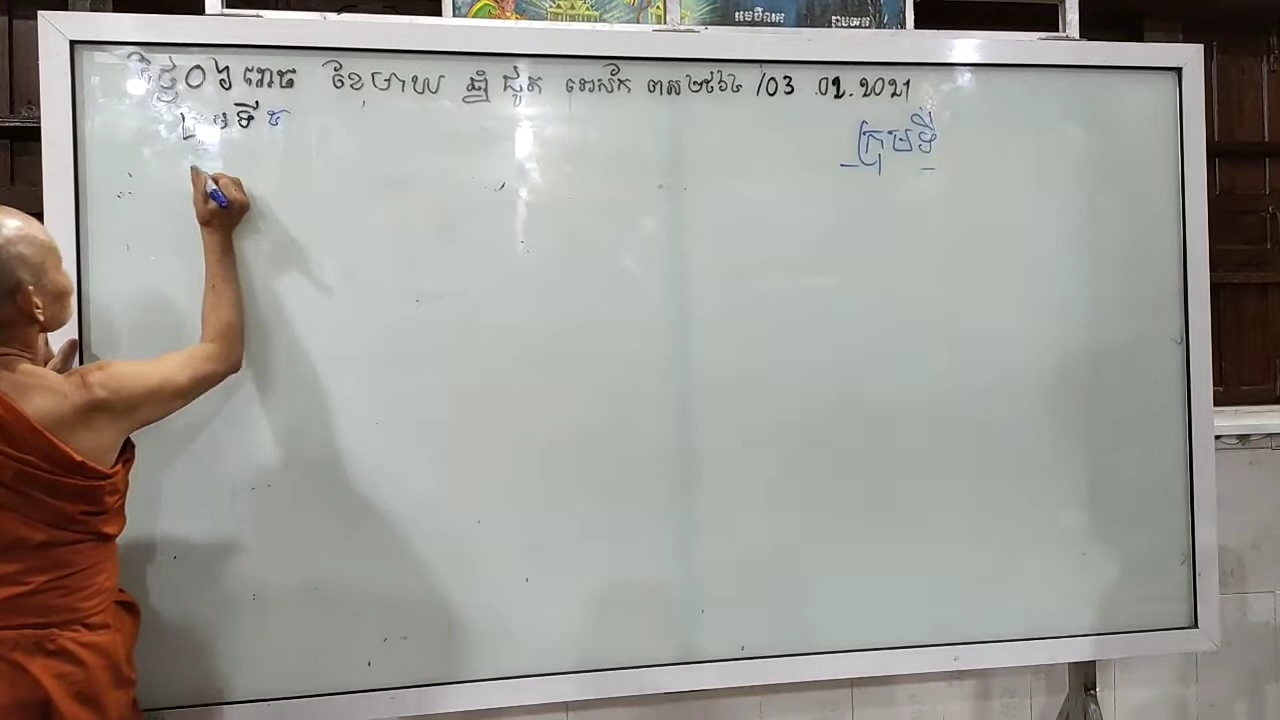 ថ្ងៃ ០៦ រោច ខែមាឃ ឆ្នាំ ជូត ទោស័ក ពស ២៥៦៤ /03 .02.2021
ក្រុមទី ៥
ក្រុមទី